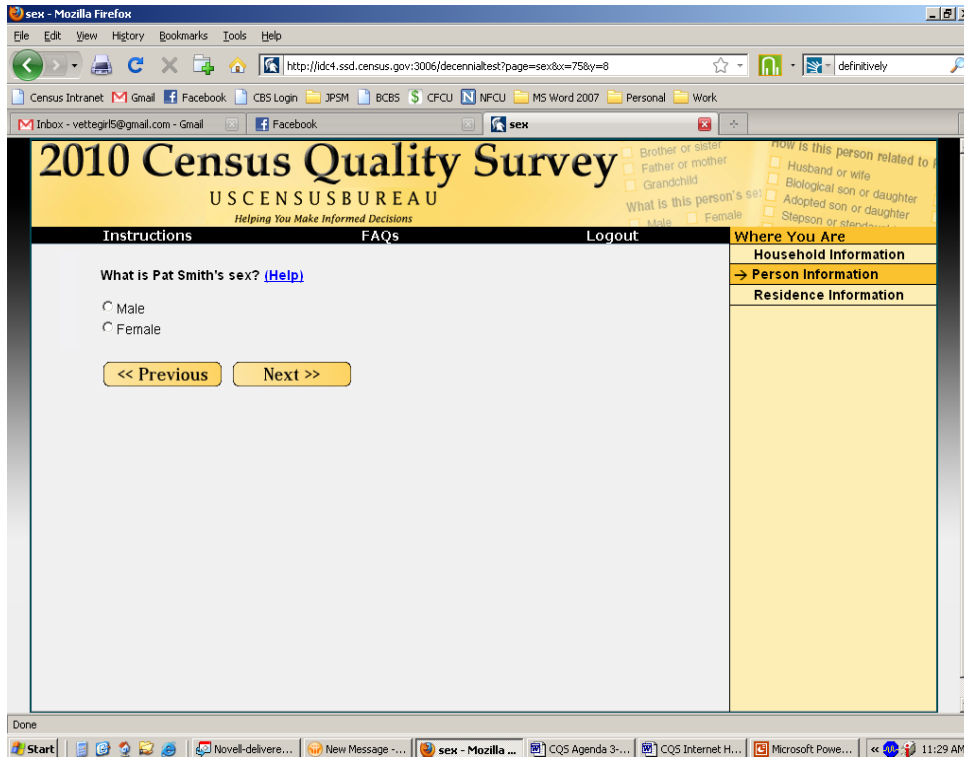 sex - Mozilla Firefox
File Edit View History Bookmarks Tools Help
http://idc4.ssd.census.gov:3006/decennialtest?page=sex&x=75&y=8
definitively
Census Intranet Gmail Facebook CBS Login JPSM BCBS CFCU NFCU MS Word 2007 Personal Work
Inbox - vettegirl5@gmail.com - Gmail Facebook sex
2010 Census Quality Survey
USCENSUSBUREAU
Helping You Make Informed Decisions
Brother or sister
Father or mother
Grandchild
What is this person's sex
Male Female
How is this person related to
Husband or wife
Biological son or daughter
Adopted son or daughter
Stepson or
Instructions FAQs Logout
Where You Are
Household Information
→ Person Information
Residence Information
What is Pat Smith's sex? (Help)
Male
Female
<< Previous Next >>
Done
Start Novell-delivere... New Message -... sex - Mozilla ... CQS Agenda 3-... CQS Internet H... Microsoft Powe... « 11:29 AM